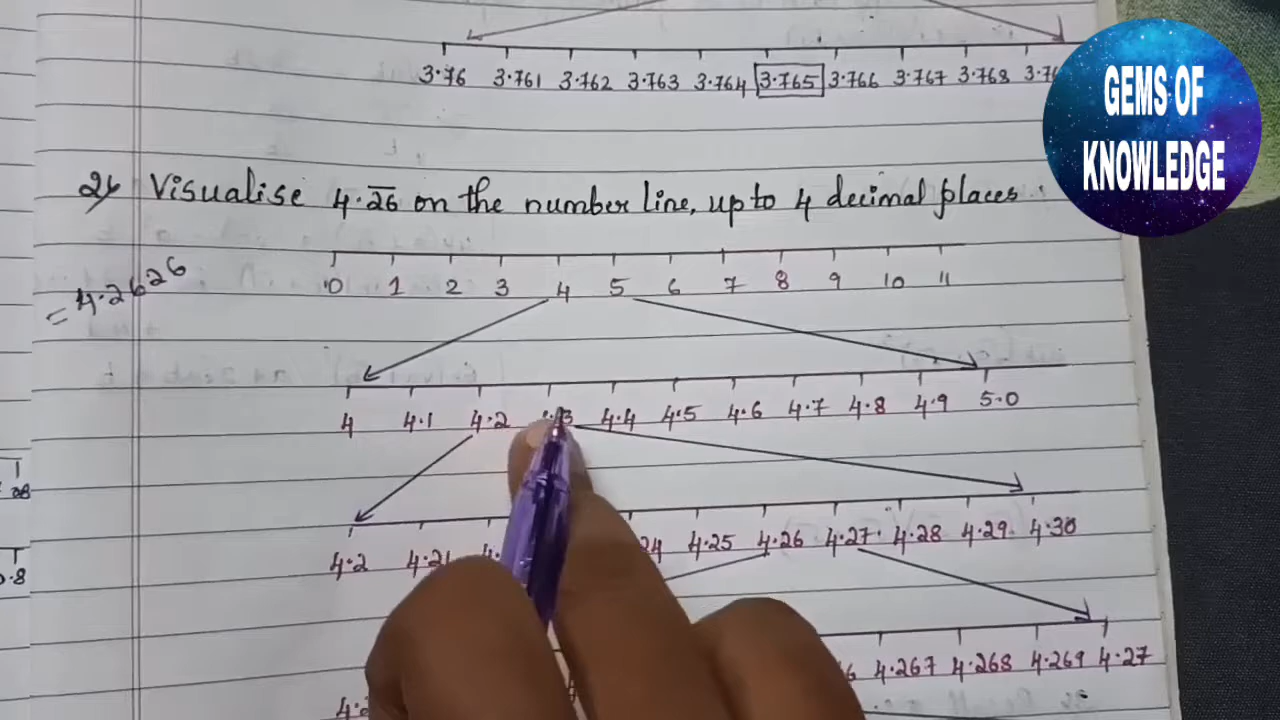 3.76 3.761 3.762 3.763 3.764 3.765 3.766 3.767 3.768
GEMS OF
KNOWLEDGE
2) Visualise 4.2̅6̅ on the number line, up to 4 decimal places.
= 4.2626
0 1 2 3 4 5 6 7 8 9 10 11
4 4.1 4.2 4.4 4.5 4.6 4.7 4.8 4.9 5.0
4.2 4.21 4.25 4.26 4.27 4.28 4.29 4.30
4.267 4.268 4.269 4.27